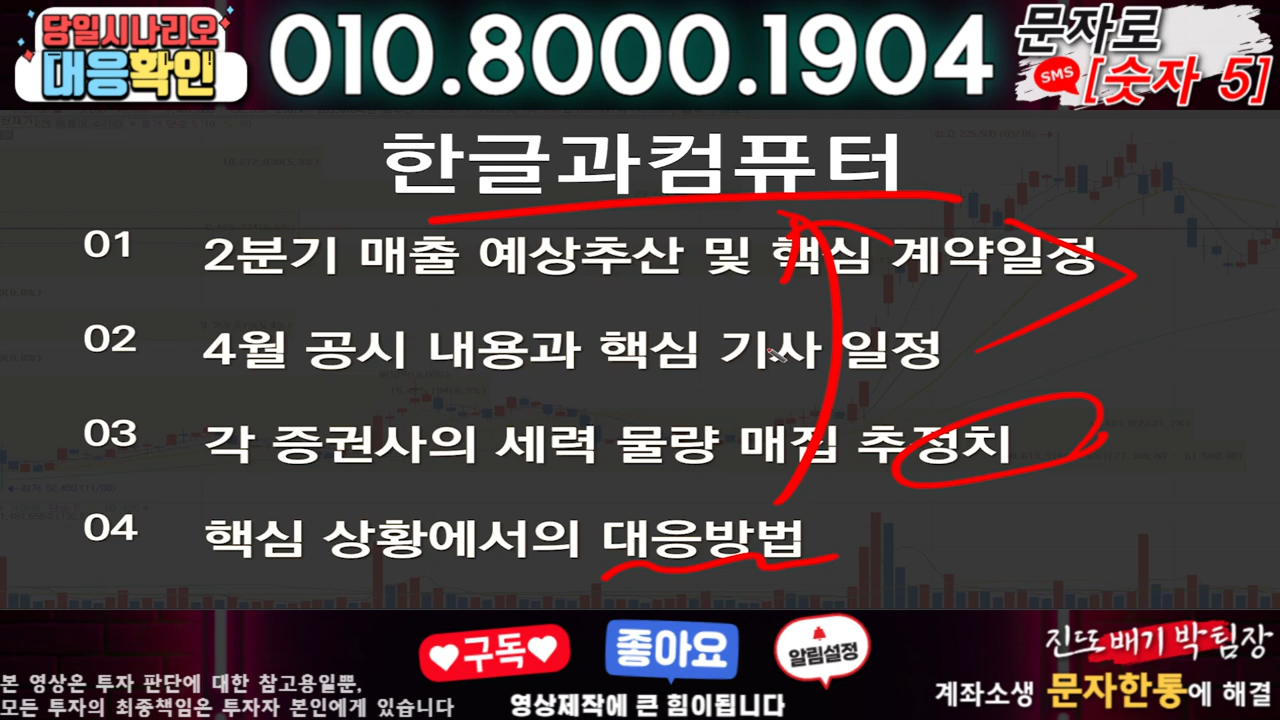 당일시나리오
대응확인
010.8000.1904
문자로
SMS
[숫자 5]
한글과컴퓨터
01 2분기 매출 예상추산 및 핵심 계약일정
02 4월 공시 내용과 핵심 기사 일정
03 각 증권사의 세력 물량 매집 추정치
04 핵심 상황에서의 대응방법
구독
좋아요
알림설정
영상제작에 큰 힘이됩니다
본 영상은 투자 판단에 대한 참고용일뿐,
모든 투자의 최종책임은 투자자 본인에게 있습니다
진또배기 박팀장
계좌소생 문자한통에 해결